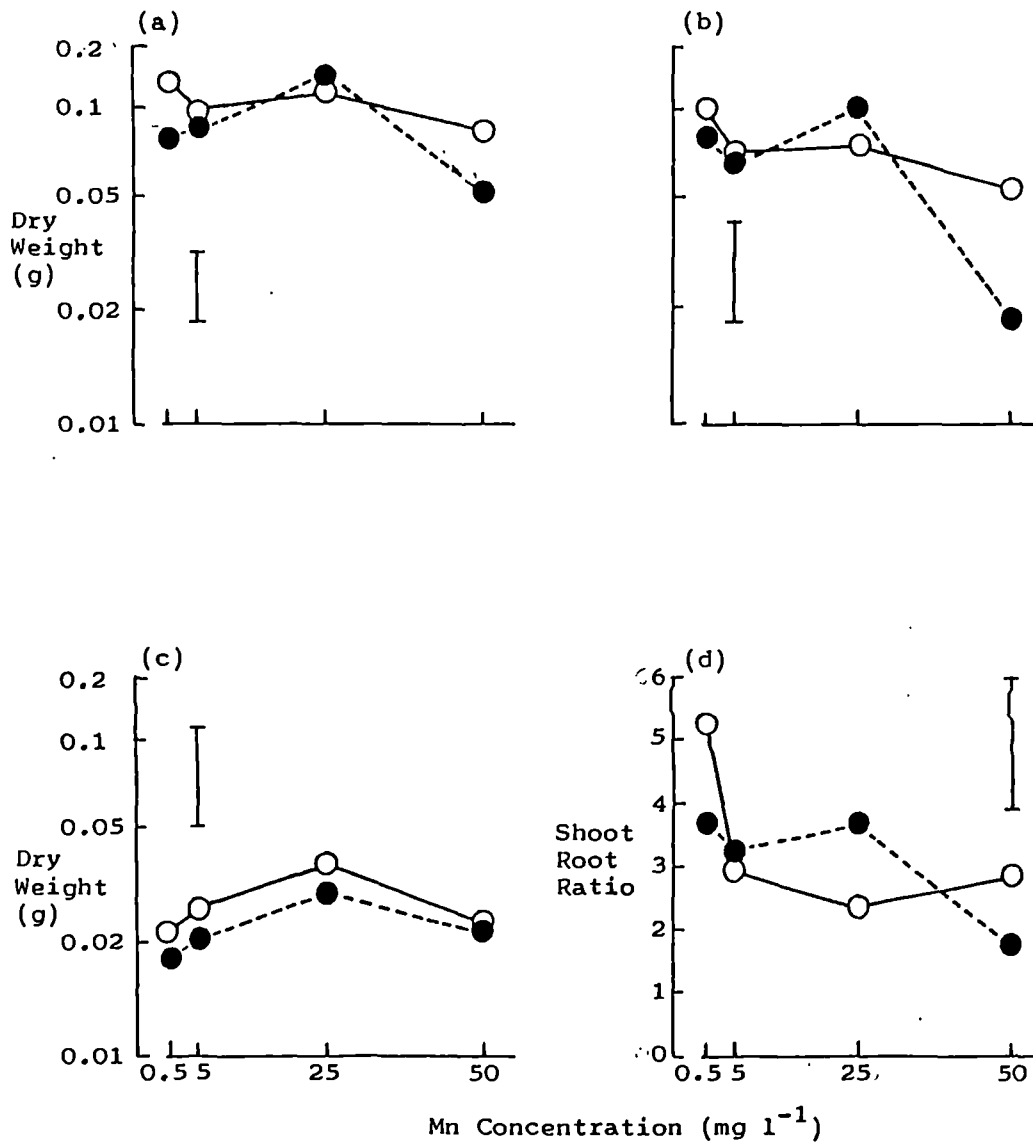 (a)
0.2
0.1
0.05
Dry
Weight
(g)
0.02
0.01
(b)
(c)
0.2
0.1
0.05
Dry
Weight
(g)
0.02
0.01
0.5 5 25 50
(d)
6
5
4
Shoot
Root
Ratio
3
2
1
0
0.5 5 25 50
Mn Concentration (mg l⁻¹)